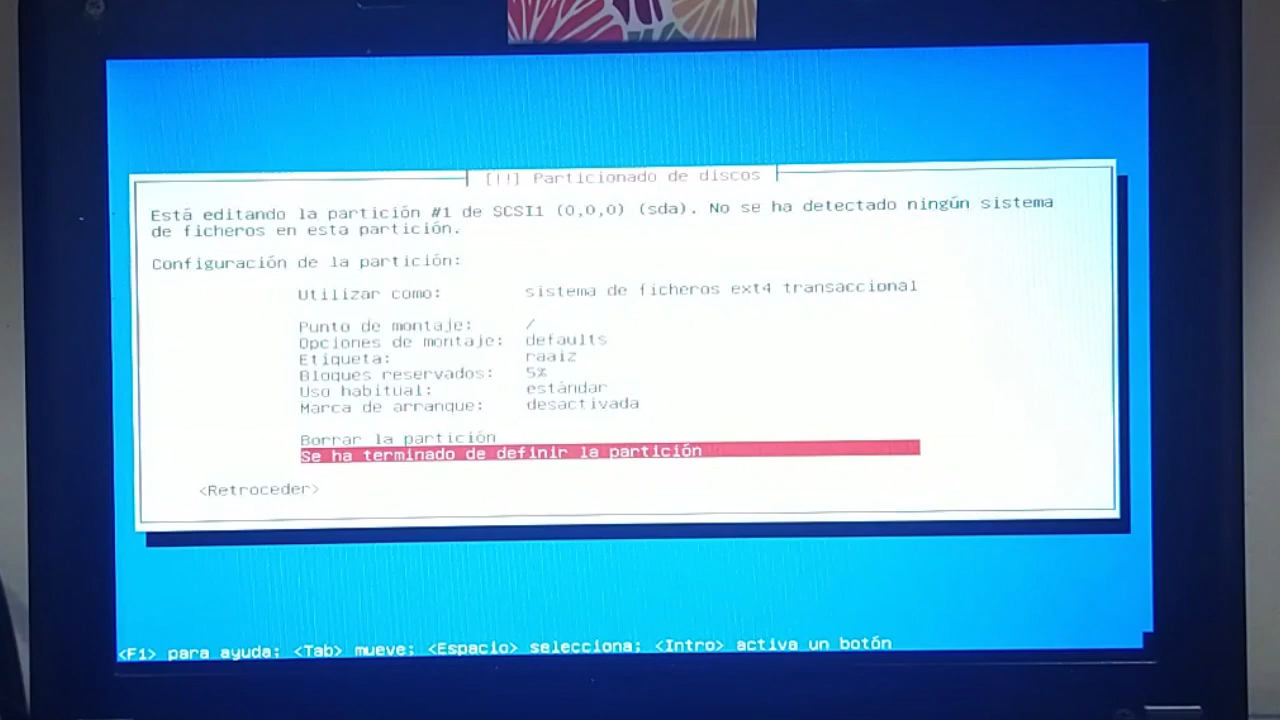 [!!] Particionado de discos
Está editando la partición #1 de SCSI1 (0,0,0) (sda). No se ha detectado ningún sistema
de ficheros en esta partición.
Configuración de la partición:
Utilizar como: sistema de ficheros ext4 transaccional
Punto de montaje: /
Opciones de montaje: defaults
Etiqueta: raaiz
Bloques reservados: 5%
Uso habitual: estándar
Marca de arranque: desactivada
Borrar la partición
Se ha terminado de definir la partición
<Retroceder>
<F1> para ayuda; <Tab> mueve; <Espacio> selecciona; <Intro> activa un botón